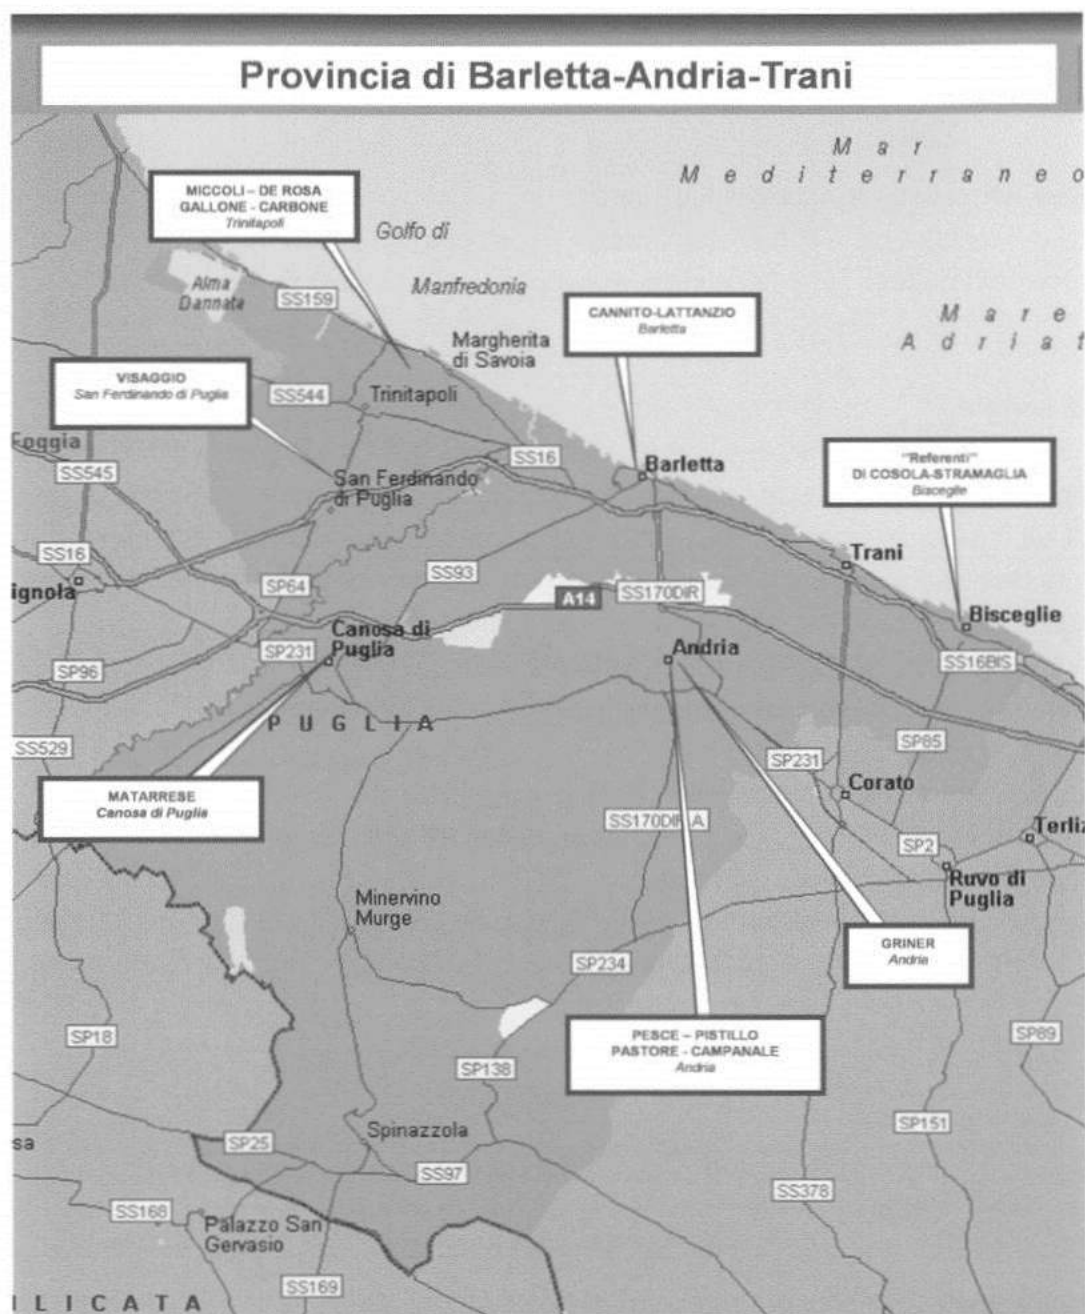 Provincia di Barletta-Andria-Trani
Mar
Mediterraneo
MICCOLI – DE ROSA
GALLONE - CARBONE
Trinitapoli
Golfo di
Manfredonia
Alma
Dannata
SS159
CANNITO-LATTANZIO
Barletta
Mare
Adriat
Margherita
di Savoia
VISAGGIO
San Ferdinando di Puglia
SS544
Trinitapoli
Foggia
SS545
SS16
Barletta
"Referenti"
DI COSOLA-STRAMAGLIA
Bisceglie
San Ferdinando
di Puglia
SS16
Trani
ignola
SP64
SS93
A14
SS170DIR
Bisceglie
Canosa di
Puglia
SP231
Andria
SS16BIS
SP96
PUGLIA
SS529
SP85
SP231
MATARRESE
Canosa di Puglia
Corato
SS170DIRA
SP2
Terliz
Ruvo di
Puglia
Minervino
Murge
GRINER
Andria
SP234
PESCE – PISTILLO
PASTORE - CAMPANALE
Andria
SP18
SP89
SP138
SP151
sa
SP25
Spinazzola
SS97
SS378
SS168
Palazzo San
Gervasio
SS169
ILICATA